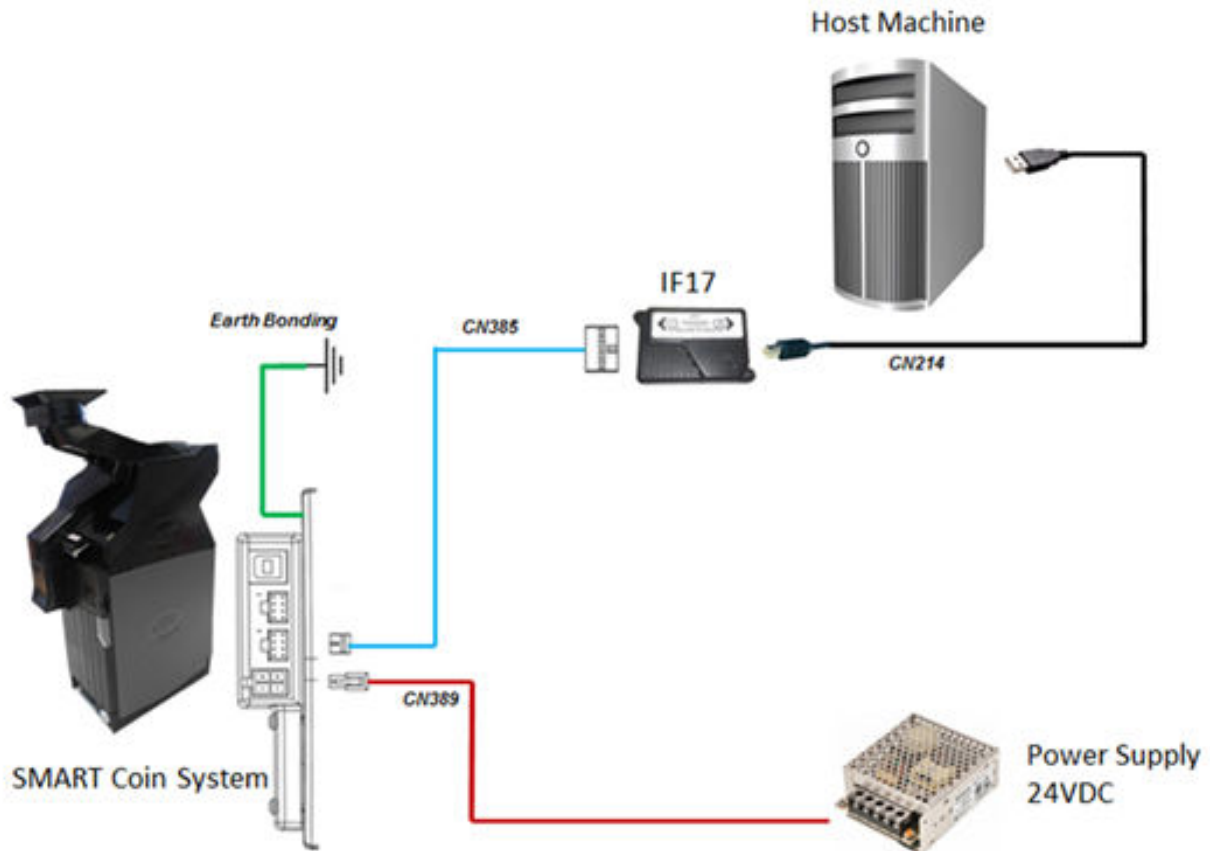 Host Machine
IF17
Earth Bonding
CN385
CN214
CN389
SMART Coin System
Power Supply
24VDC